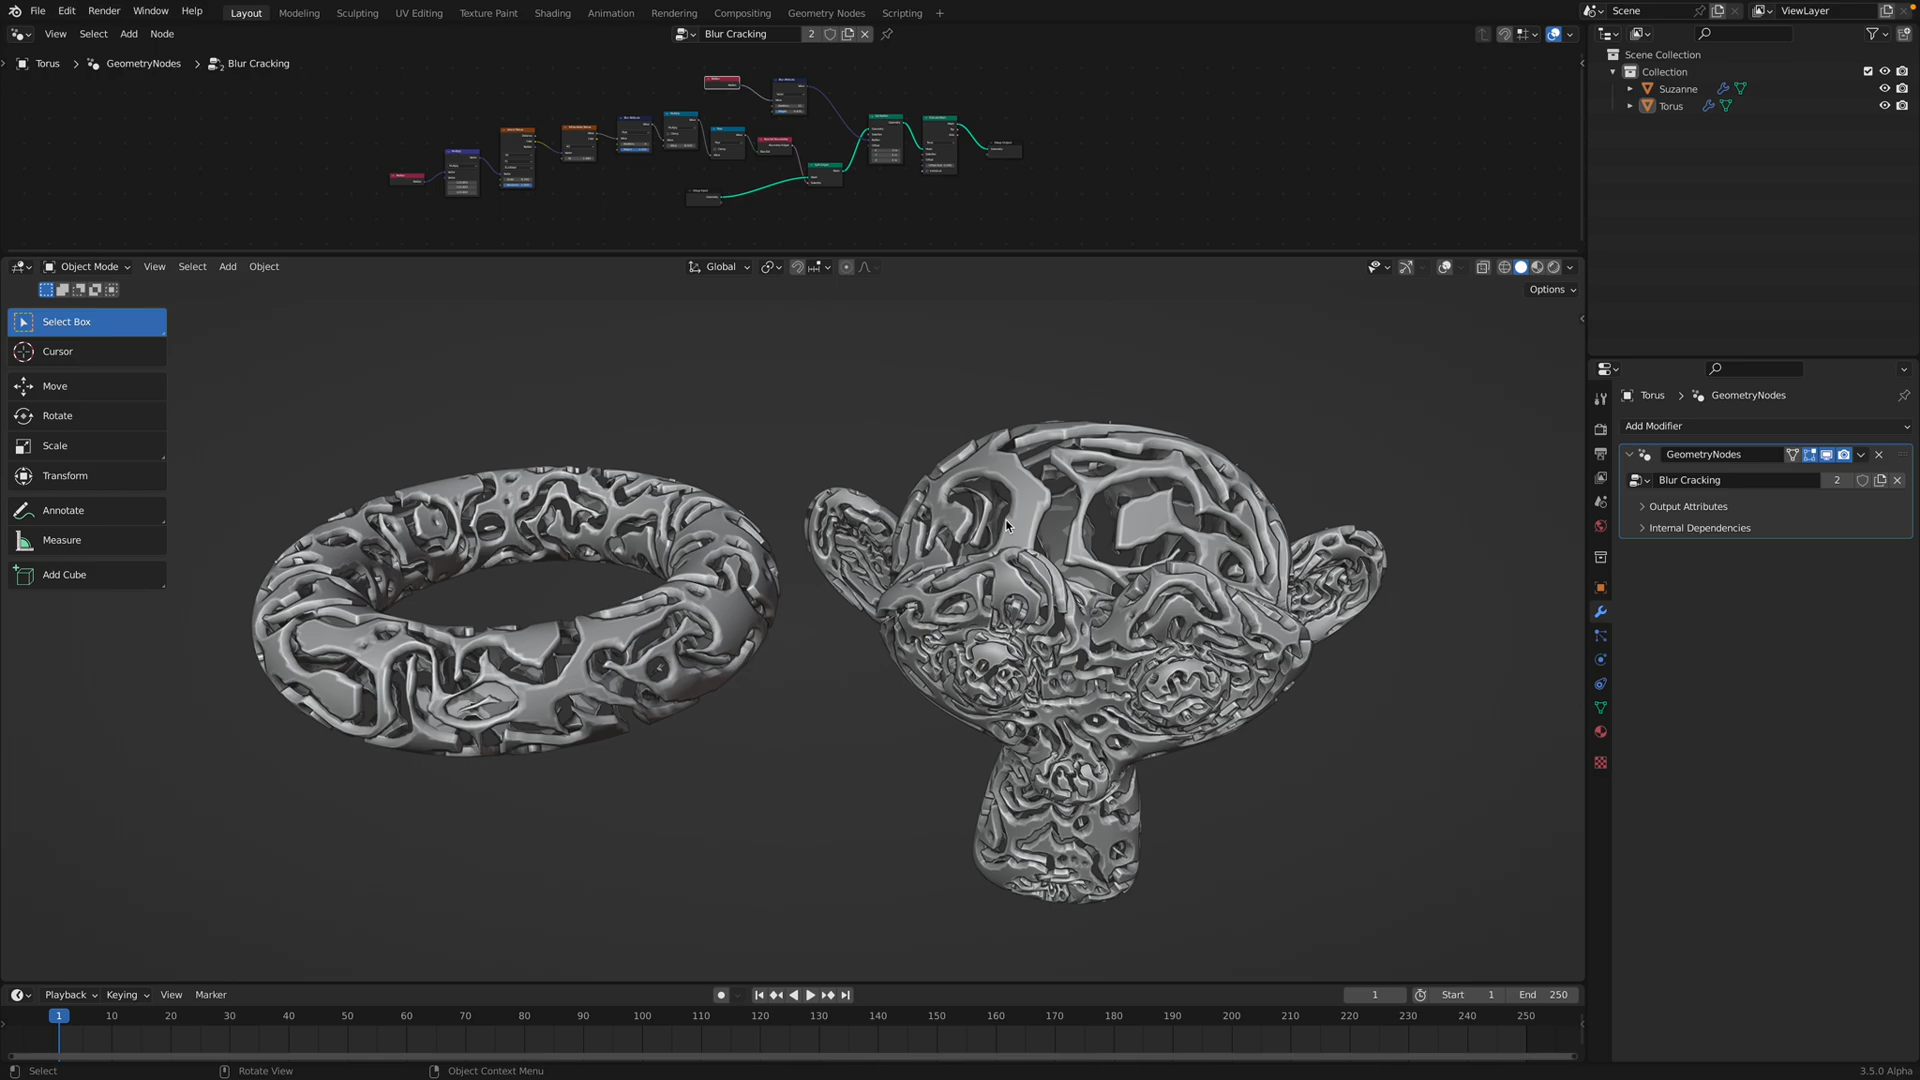 File Edit Render Window Help
Layout Modeling Sculpting UV Editing Texture Paint Shading Animation Rendering Compositing Geometry Nodes Scripting +
Scene
ViewLayer
View Select Add Node
Blur Cracking 2
Torus > GeometryNodes > Blur Cracking
Scene Collection
Collection
Suzanne
Torus
Object Mode View Select Add Object
Global
Options
Select Box
Cursor
Move
Rotate
Scale
Transform
Annotate
Measure
Add Cube
Torus > GeometryNodes
Add Modifier
GeometryNodes
Blur Cracking 2
Output Attributes
Internal Dependencies
Playback Keying View Marker
1
Start 1 End 250
1 10 20 30 40 50 60 70 80 90 100 110 120 130 140 150 160 170 180 190 200 210 220 230 240 250
Select Rotate View Object Context Menu
3.5.0 Alpha